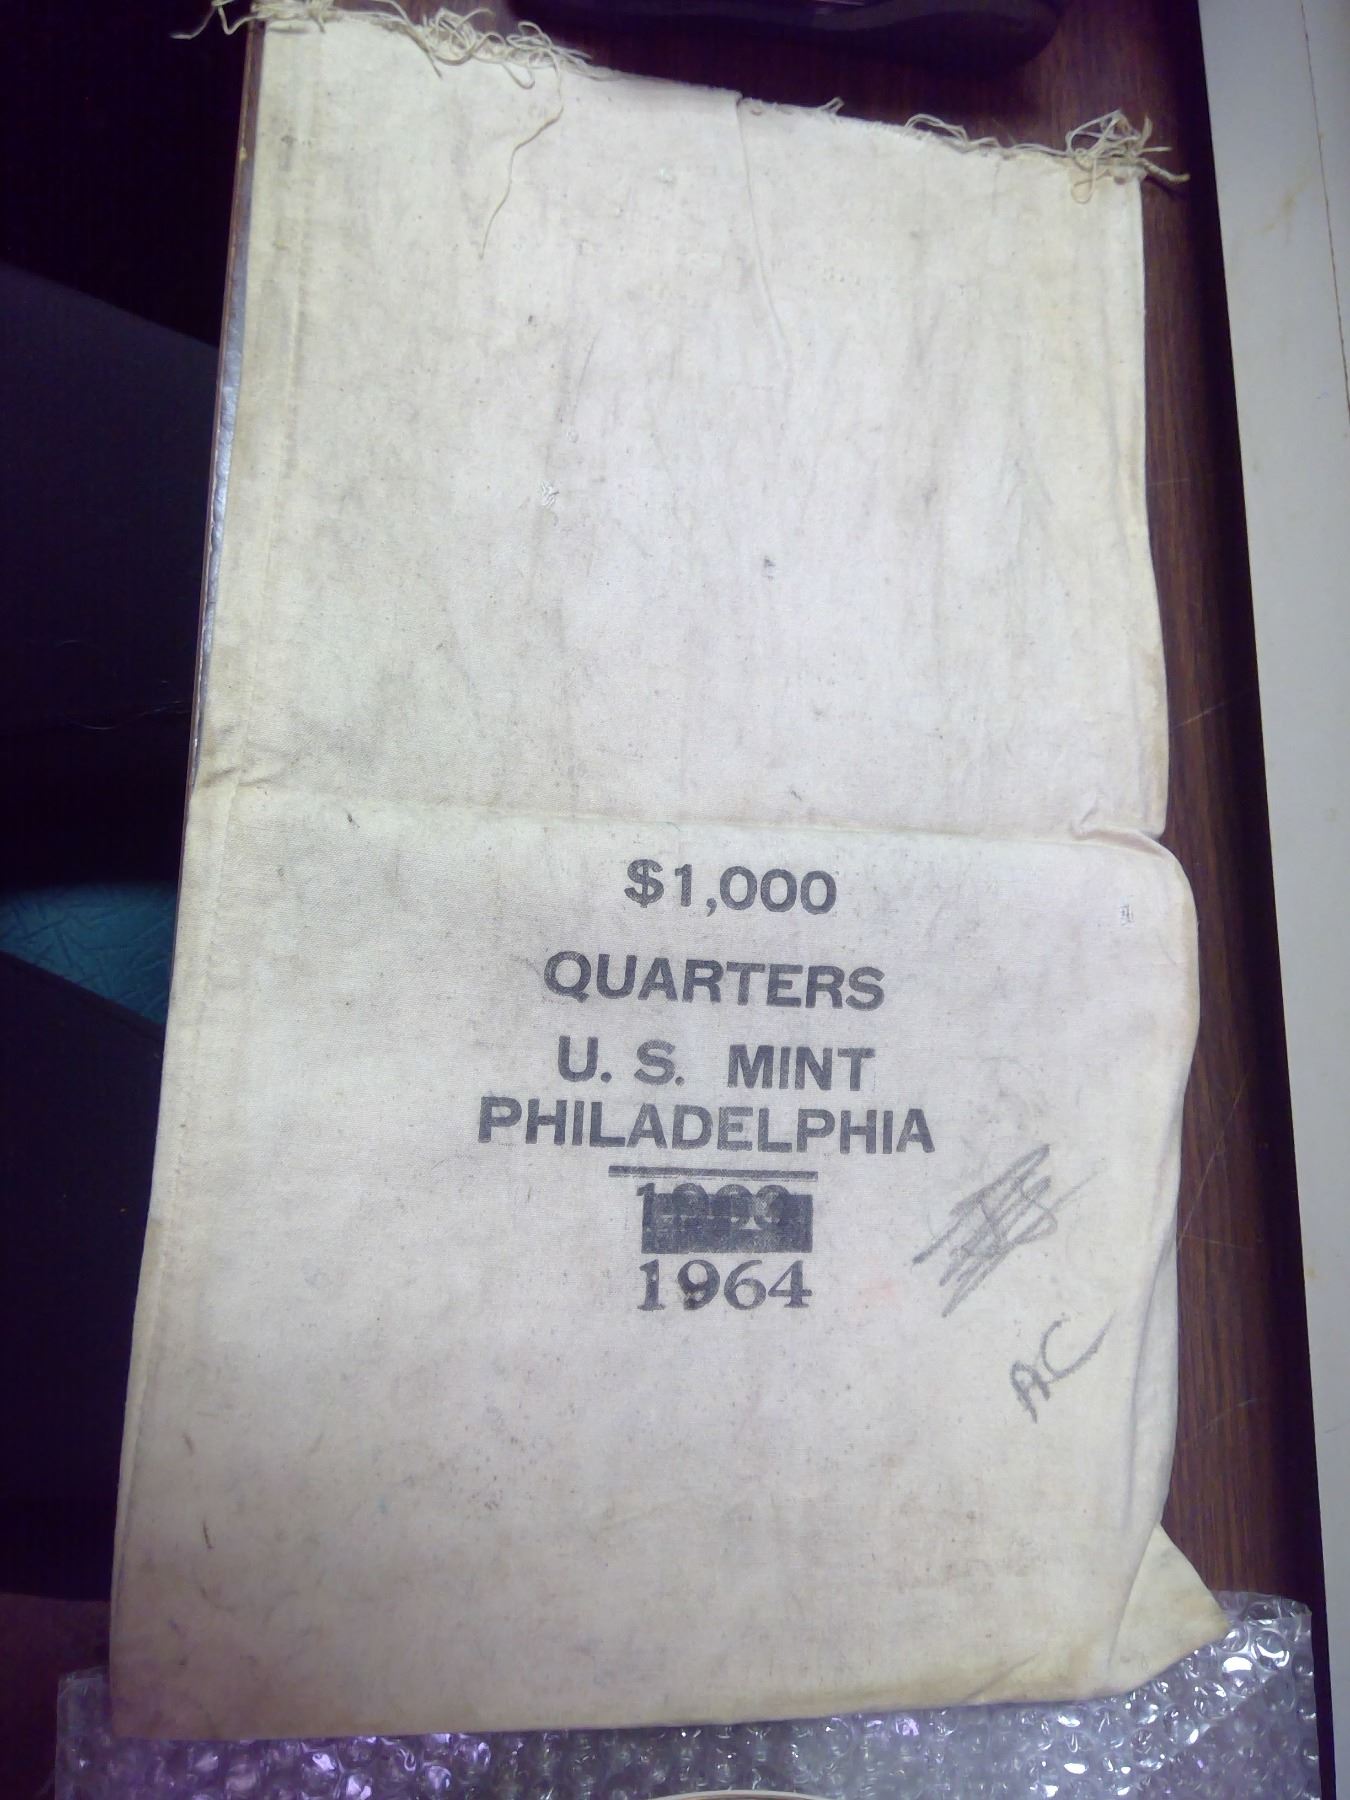 $1,000
QUARTERS
U. S. MINT
PHILADELPHIA
1964
AC